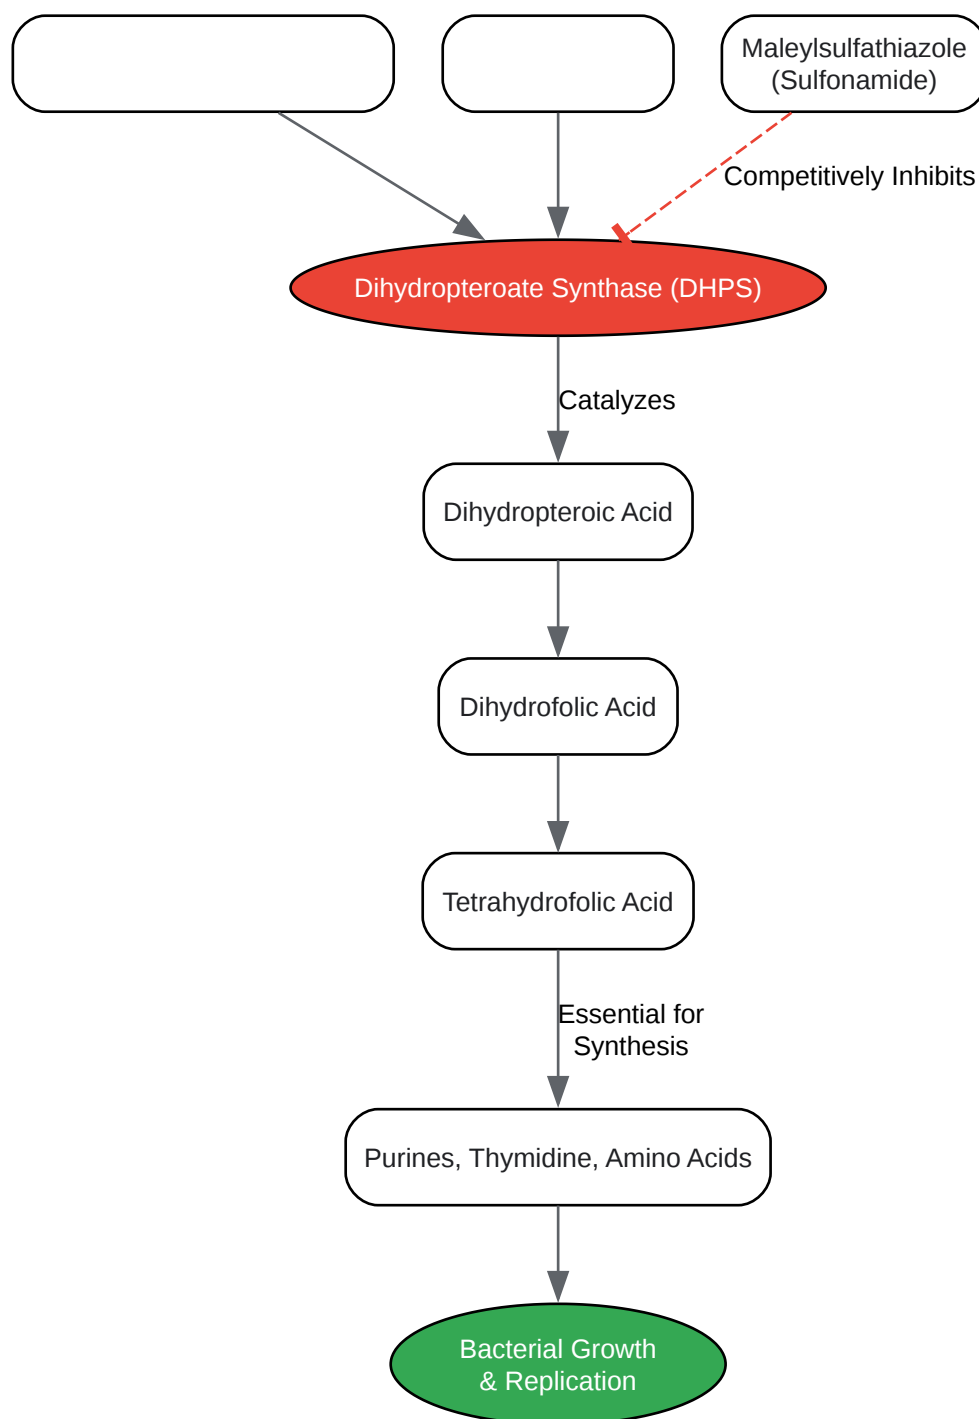 Maleylsulfathiazole
(Sulfonamide)
Competitively Inhibits
Dihydropteroate Synthase (DHPS)
Catalyzes
Dihydropteroic Acid
Dihydrofolic Acid
Tetrahydrofolic Acid
Essential for
Synthesis
Purines, Thymidine, Amino Acids
Bacterial Growth
& Replication